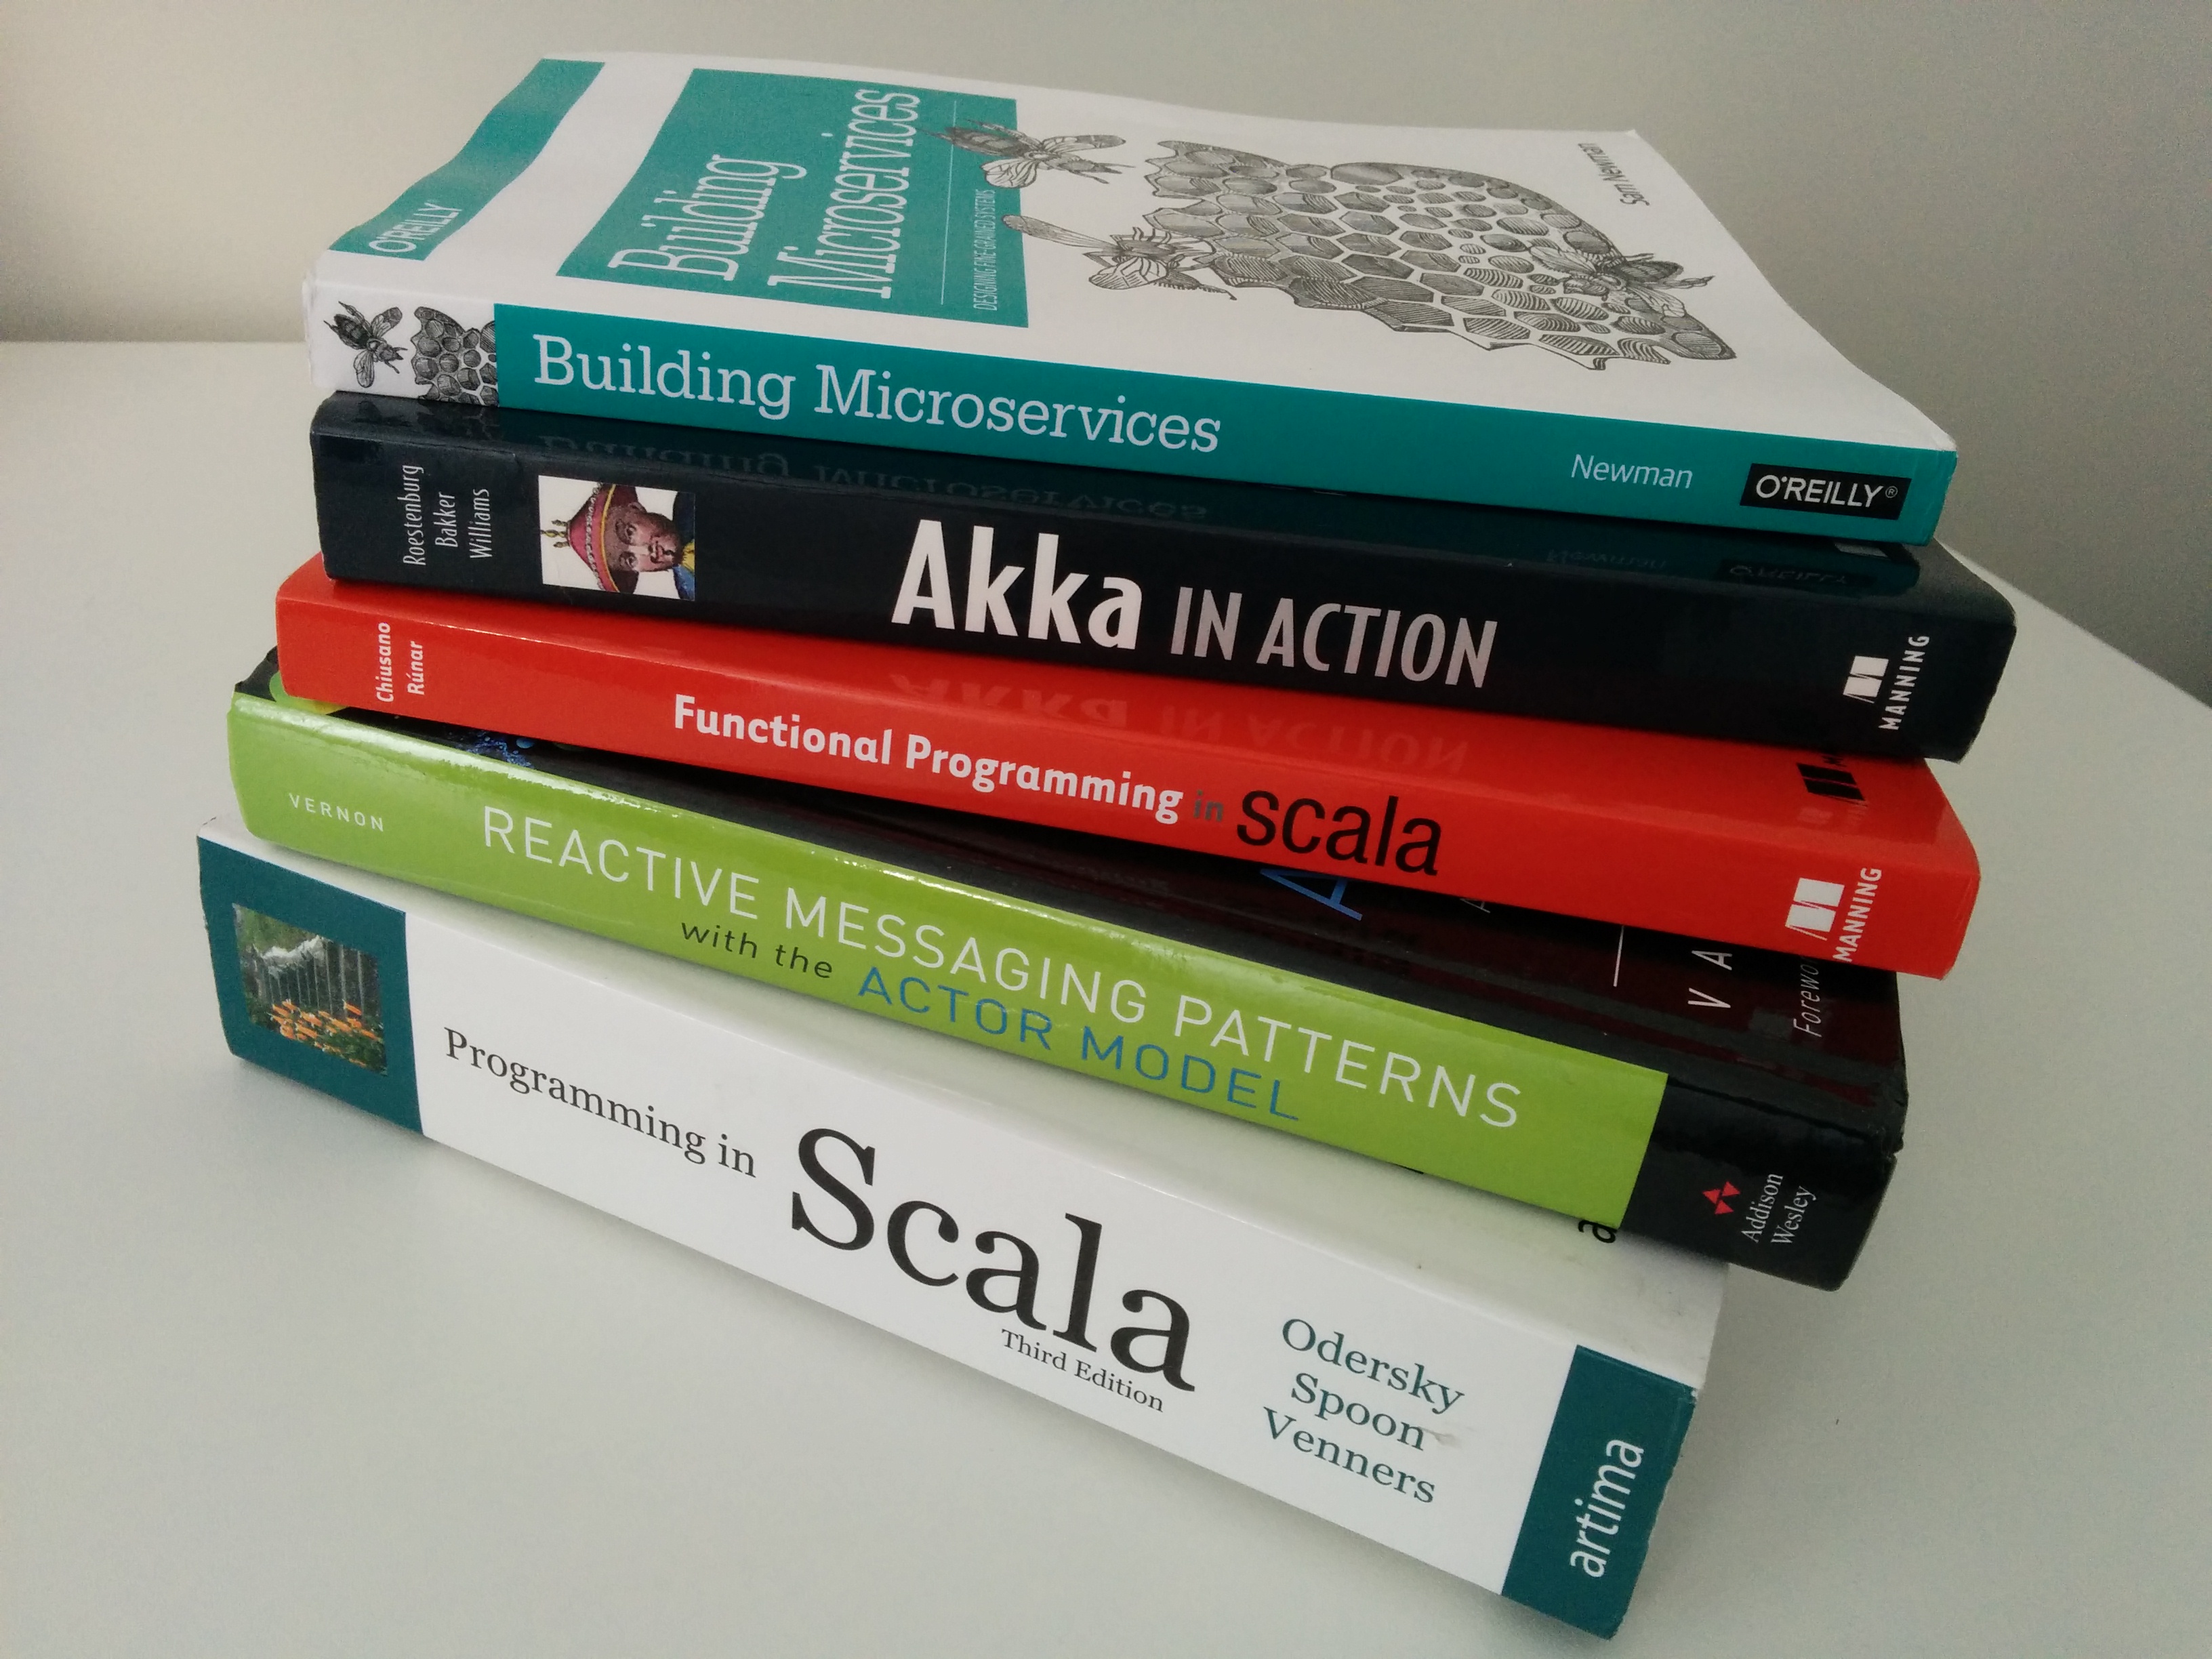 O'REILLY
Building
Microservices
DESIGNING FINE-GRAINED SYSTEMS
Sam Newman
Building Microservices
Newman
O'REILLY®
Roestenburg
Bakker
Williams
Akka IN ACTION
MANNING
Chiusano
Rúnar
Functional Programming in scala
MANNING
VERNON
REACTIVE MESSAGING PATTERNS
with the ACTOR MODEL
V A
Forewo
Addison
Wesley
a
Programming in Scala
Third Edition
Odersky
Spoon
Venners
artima